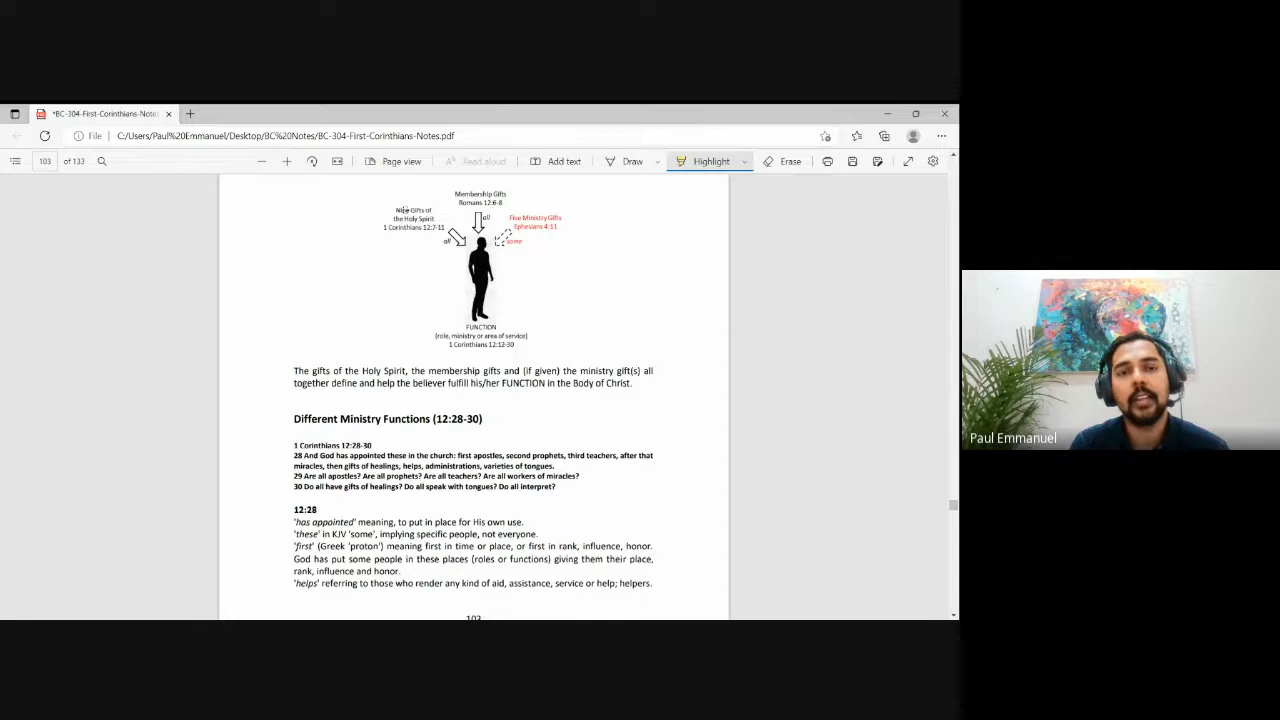 *BC-304-First-Corinthians-Notes
File
C:/Users/Paul%20Emmanuel/Desktop/BC%20Notes/BC-304-First-Corinthians-Notes.pdf
103 of 133
Page view
Read aloud
Add text
Draw
Highlight
Erase
Membership Gifts
Romans 12:6-8
Nine Gifts of
the Holy Spirit
1 Corinthians 12:7-11
all
all
Five Ministry Gifts
Ephesians 4:11
some
FUNCTION
(role, ministry or area of service)
1 Corinthians 12:12-30
The gifts of the Holy Spirit, the membership gifts and (if given) the ministry gift(s) all
together define and help the believer fulfill his/her FUNCTION in the Body of Christ.
Different Ministry Functions (12:28-30)
1 Corinthians 12:28-30
28 And God has appointed these in the church: first apostles, second prophets, third teachers, after that
miracles, then gifts of healings, helps, administrations, varieties of tongues.
29 Are all apostles? Are all prophets? Are all teachers? Are all workers of miracles?
30 Do all have gifts of healings? Do all speak with tongues? Do all interpret?
12:28
'has appointed' meaning, to put in place for His own use.
'these' in KJV 'some', implying specific people, not everyone.
'first' (Greek 'proton') meaning first in time or place, or first in rank, influence, honor.
God has put some people in these places (roles or functions) giving them their place,
rank, influence and honor.
'helps' referring to those who render any kind of aid, assistance, service or help; helpers.
103
Paul Emmanuel